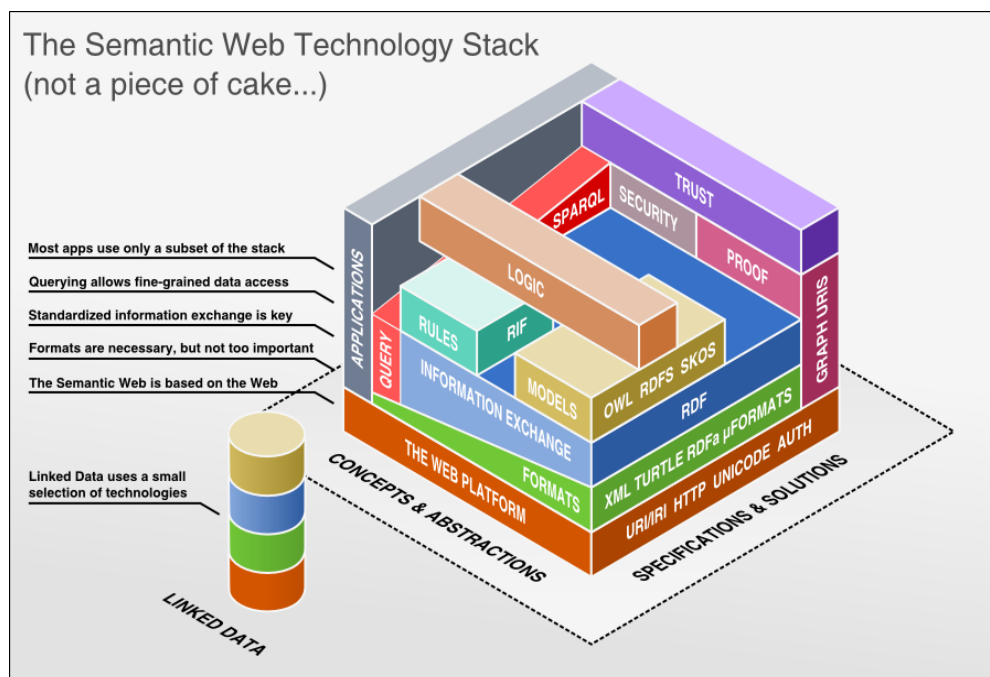 The Semantic Web Technology Stack
(not a piece of cake...)
Most apps use only a subset of the stack
Querying allows fine-grained data access
Standardized information exchange is key
Formats are necessary, but not too important
The Semantic Web is based on the Web
Linked Data uses a small
selection of technologies
LINKED DATA
APPLICATIONS
QUERY
SPARQL
SECURITY
TRUST
PROOF
GRAPH URIS
LOGIC
RULES
RIF
MODELS
OWL RDFS SKOS
INFORMATION EXCHANGE
RDF
FORMATS
XML TURTLE RDFa µFORMATS
THE WEB PLATFORM
URI/IRI HTTP UNICODE AUTH
CONCEPTS & ABSTRACTIONS
SPECIFICATIONS & SOLUTIONS